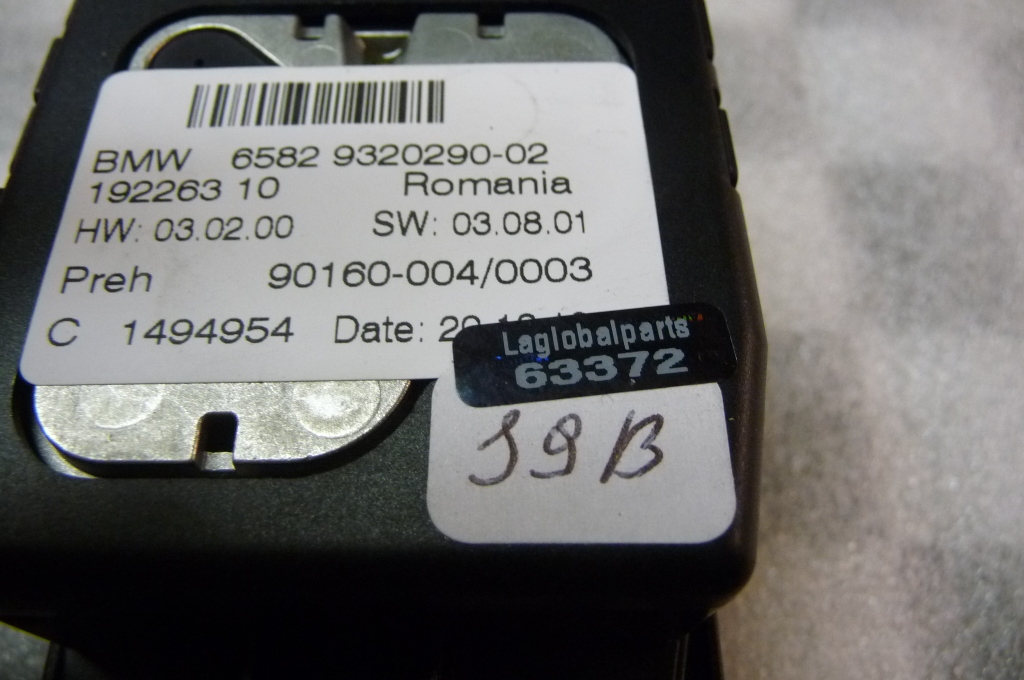 BMW 6582 9320290-02
192263 10 Romania
HW: 03.02.00 SW: 03.08.01
Preh 90160-004/0003
C 1494954 Date: 20
Laglobalparts
63372